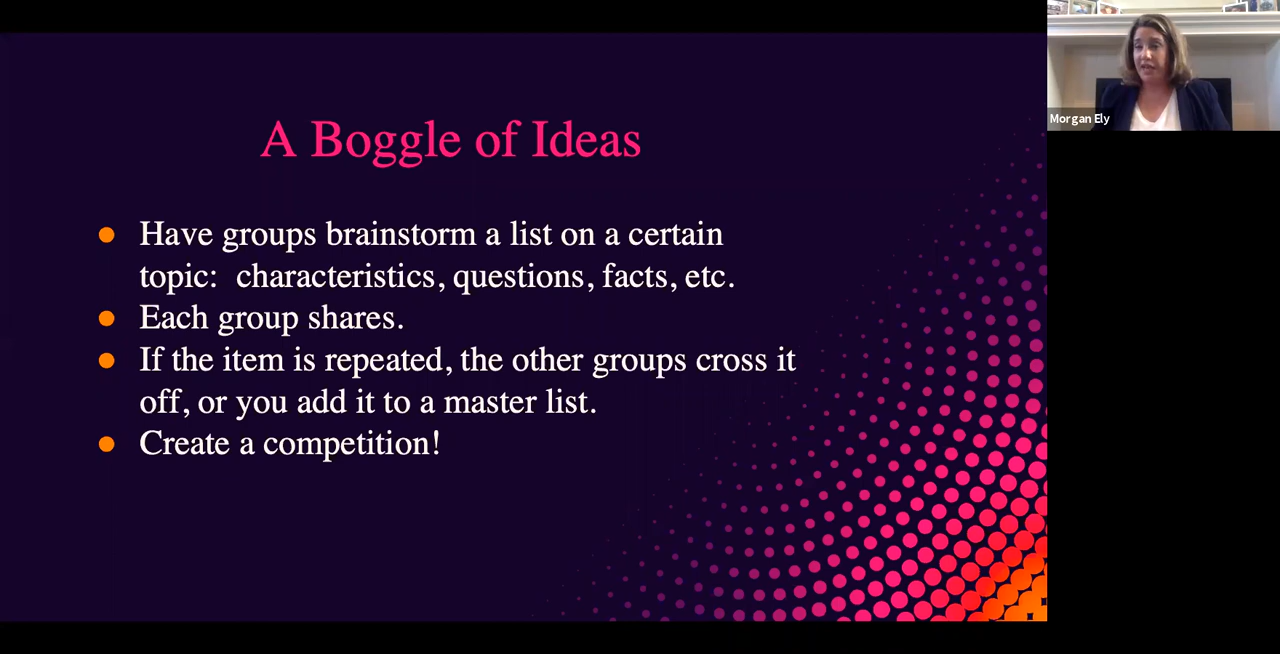 A Boggle of Ideas
Have groups brainstorm a list on a certain
topic:  characteristics, questions, facts, etc.
Each group shares.
If the item is repeated, the other groups cross it
off, or you add it to a master list.
Create a competition!
Morgan Ely